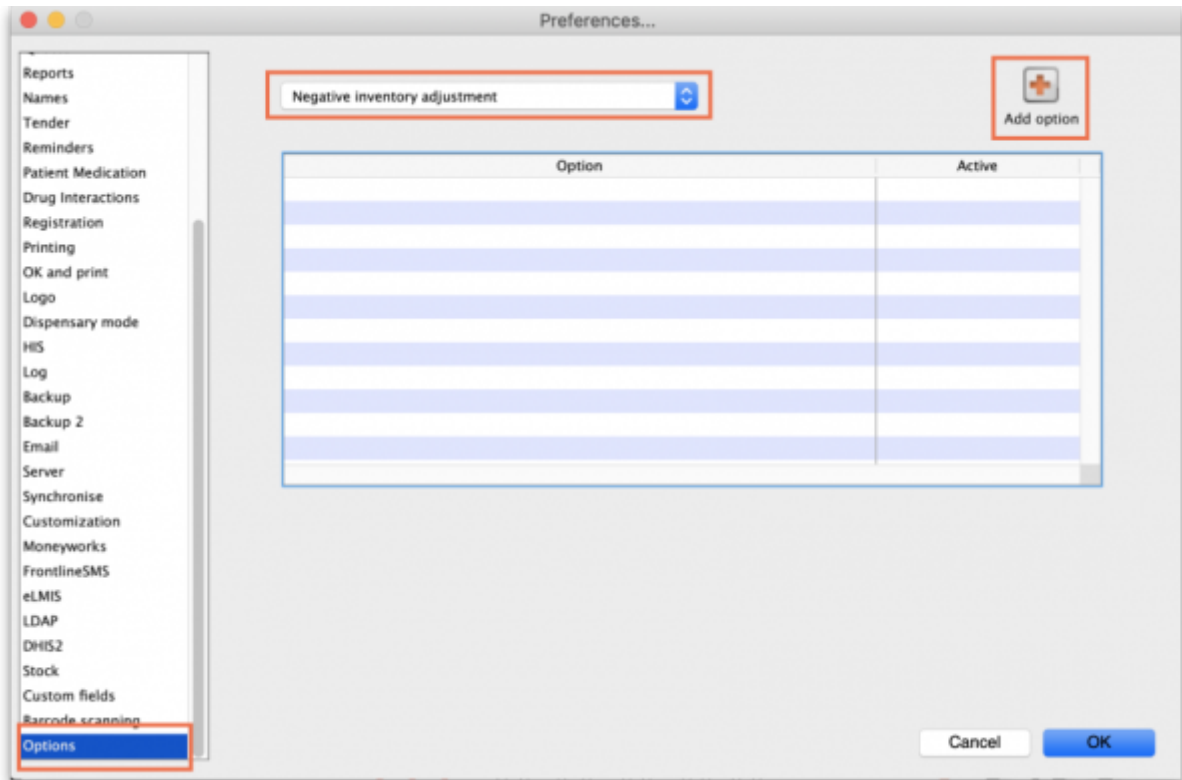 Preferences...
Reports
Names
Tender
Reminders
Patient Medication
Drug Interactions
Registration
Printing
OK and print
Logo
Dispensary mode
HIS
Log
Backup
Backup 2
Email
Server
Synchronise
Customization
Moneyworks
FrontlineSMS
eLMIS
LDAP
DHIS2
Stock
Custom fields
Barcode scanning
Options
Negative inventory adjustment
Add option
Option Active
Cancel OK